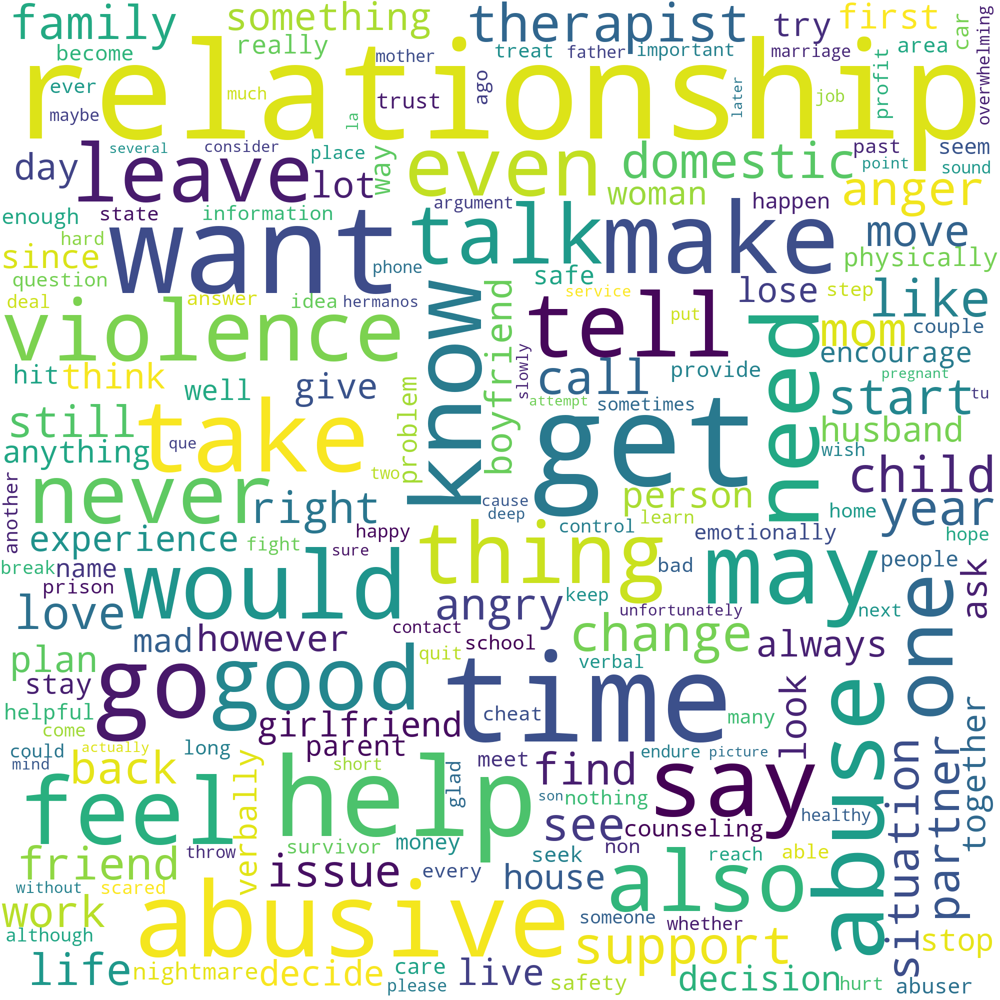 family
something
therapist
try
first
car
overwhelming
become
really
mother
treat
father
important
marriage
area
profit
relationship
ever
much
trust
ago
later
job
maybe
la
day
several
leave
consider
place
lot
way
even
domestic
past
seem
point
sound
enough
state
information
argument
woman
happen
anger
hard
want
talk
make
move
since
phone
safe
physically
question
deal
answer
idea
hermanos
know
boyfriend
service
tell
put
lose
step
like
violence
need
mom
couple
encourage
hit
think
well
give
problem
slowly
call
provide
pregnant
attempt
sometimes
start
tu
still
take
get
husband
anything
que
wish
two
child
another
never
right
cause
deep
person
learn
home
year
experience
fight
happy
sure
thing
control
emotionally
hope
break
name
would
bad
may
people
ask
prison
keep
one
love
angry
unfortunately
next
mad
however
contact
school
change
always
plan
quit
verbal
stay
go
good
time
look
helpful
girlfriend
cheat
many
come
together
could
actually
long
parent
meet
endure
picture
mind
back
verbally
short
glad
find
say
abuse
situation
partner
feel
help
son
nothing
healthy
see
counseling
friend
throw
survivor
money
seek
non
reach
able
without
scared
issue
every
house
also
work
abusive
someone
whether
although
support
stop
life
nightmare
decide
care
live
safety
decision
hurt
abuser
please